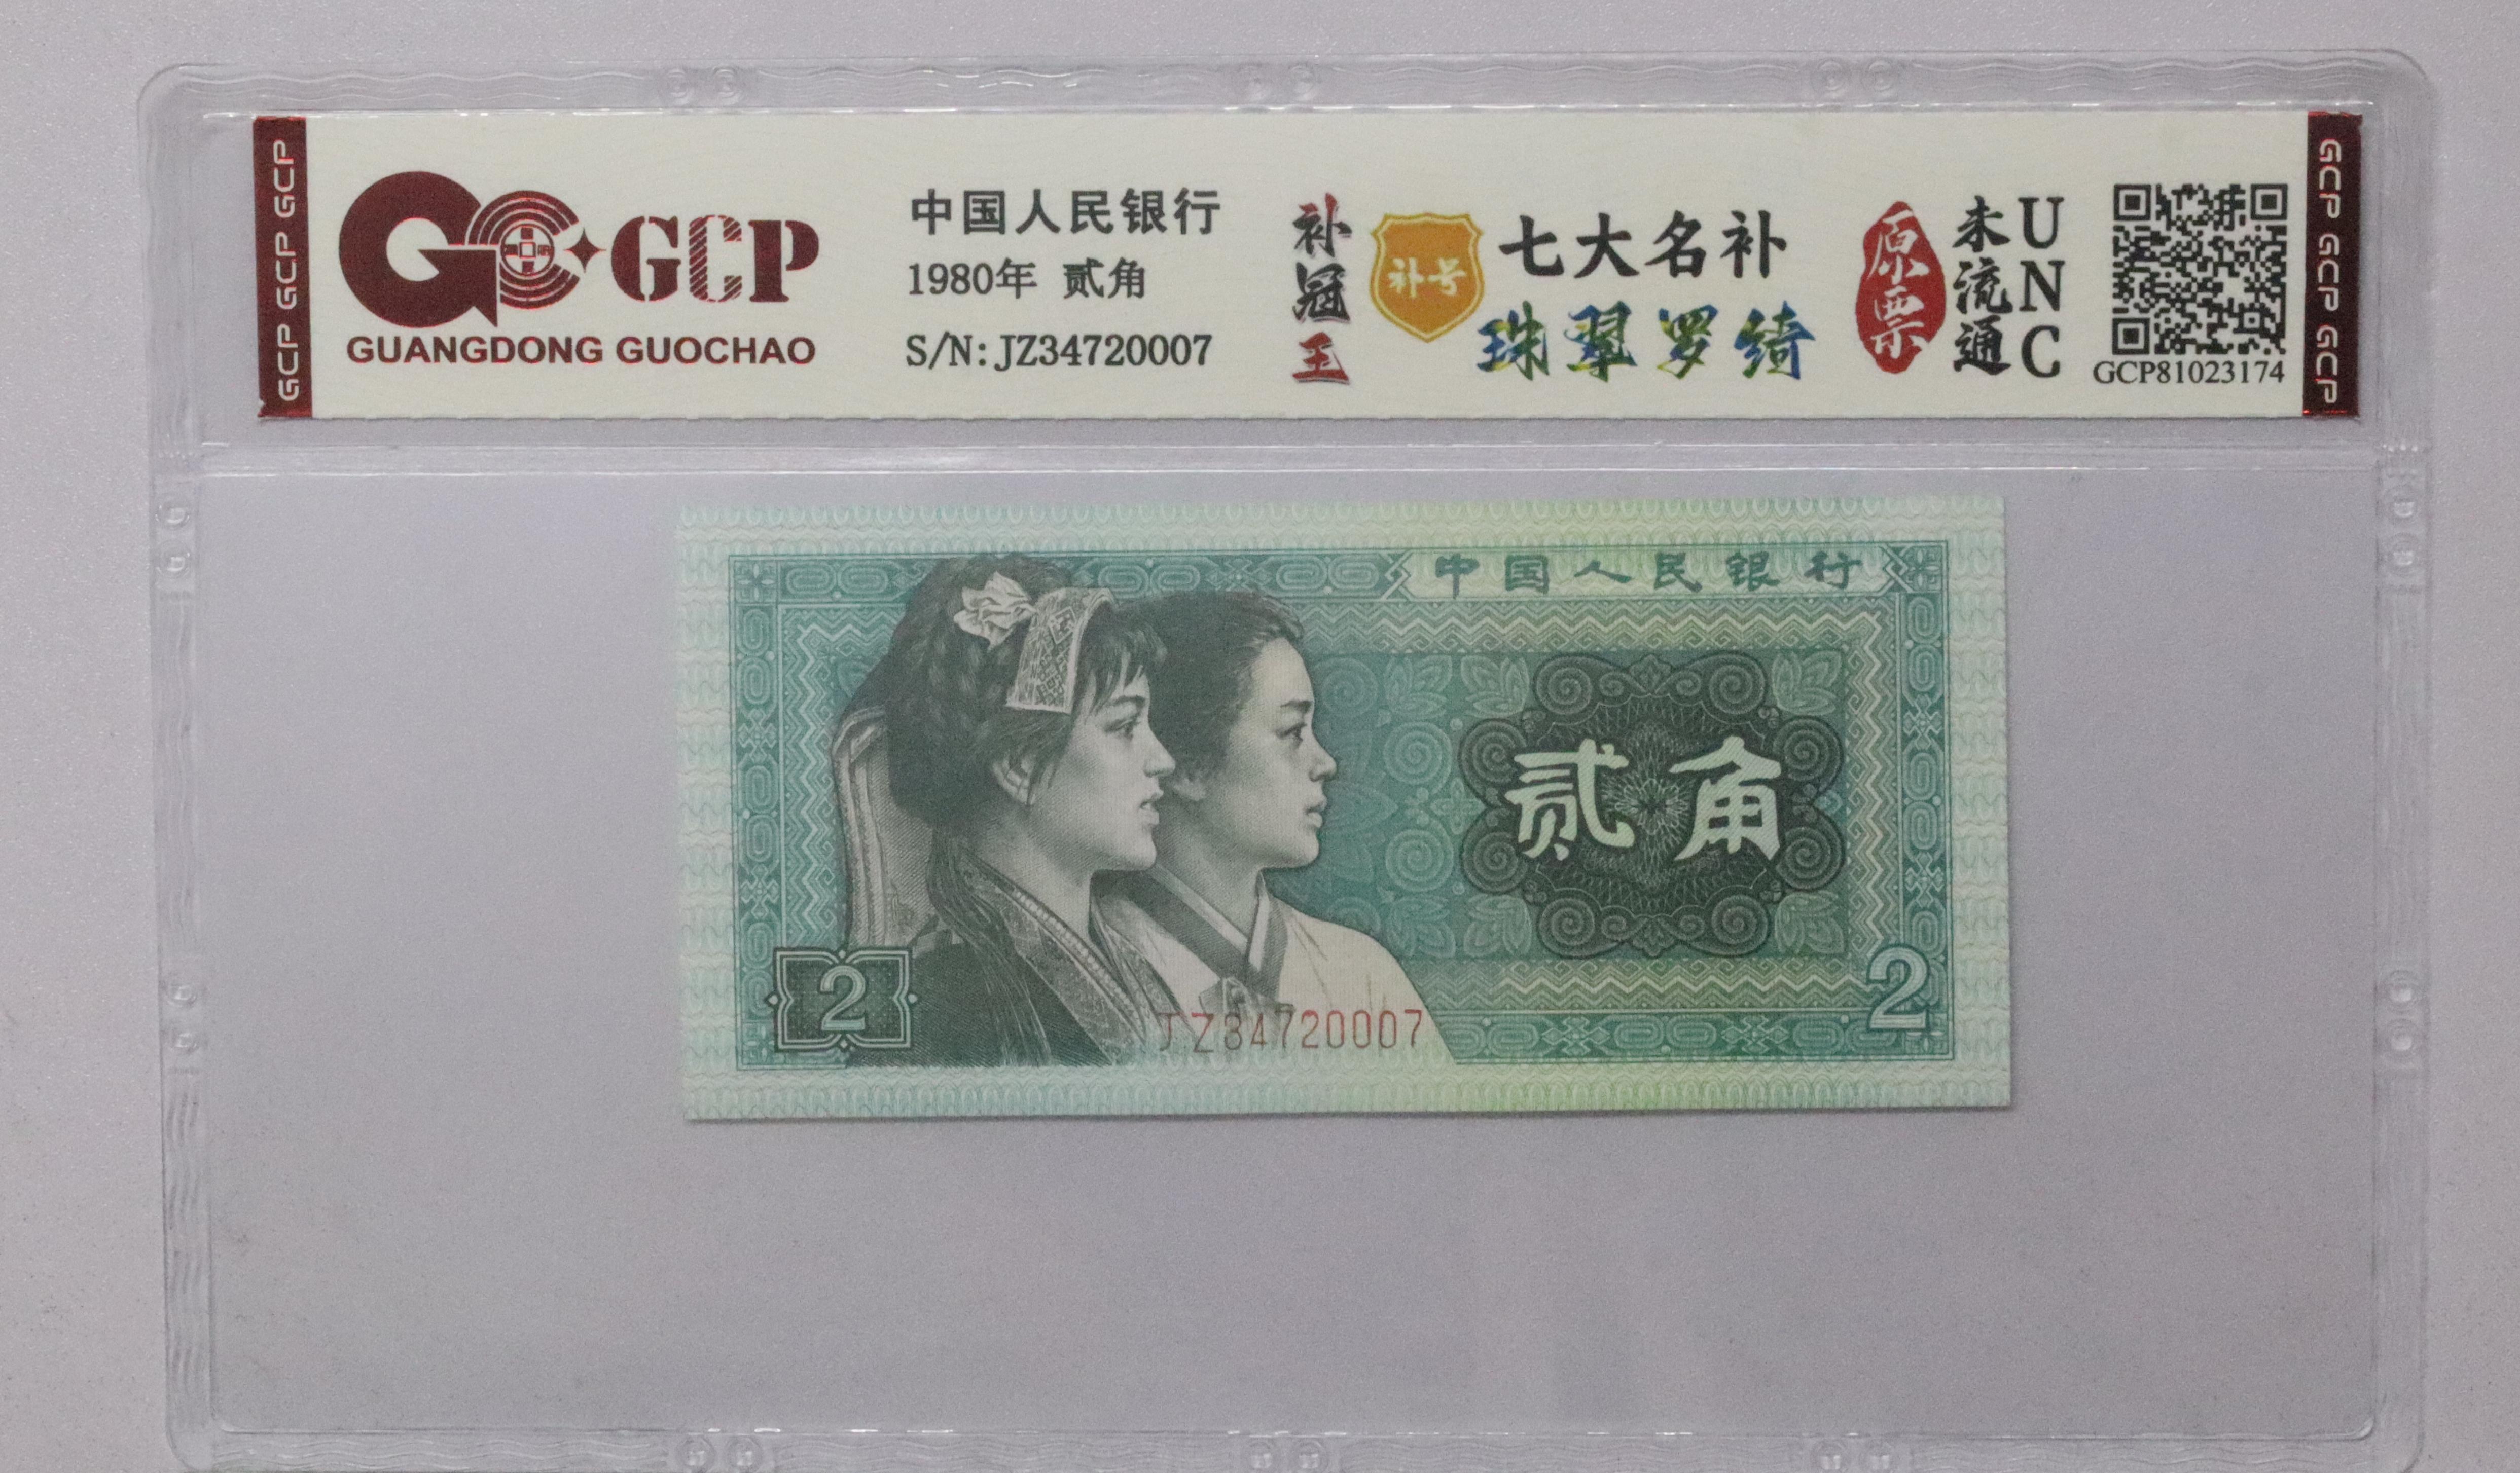 GCP GCP GCP
GCP
GUANGDONG GUOCHAO
中国人民银行
1980年 贰角
S/N: JZ34720007
补冠王
补号
七大名补
珠翠罗绮
原票
未流通
UNC
GCP81023174
GCP GCP GCP
中国人民银行
贰角
2
2
JZ34720007